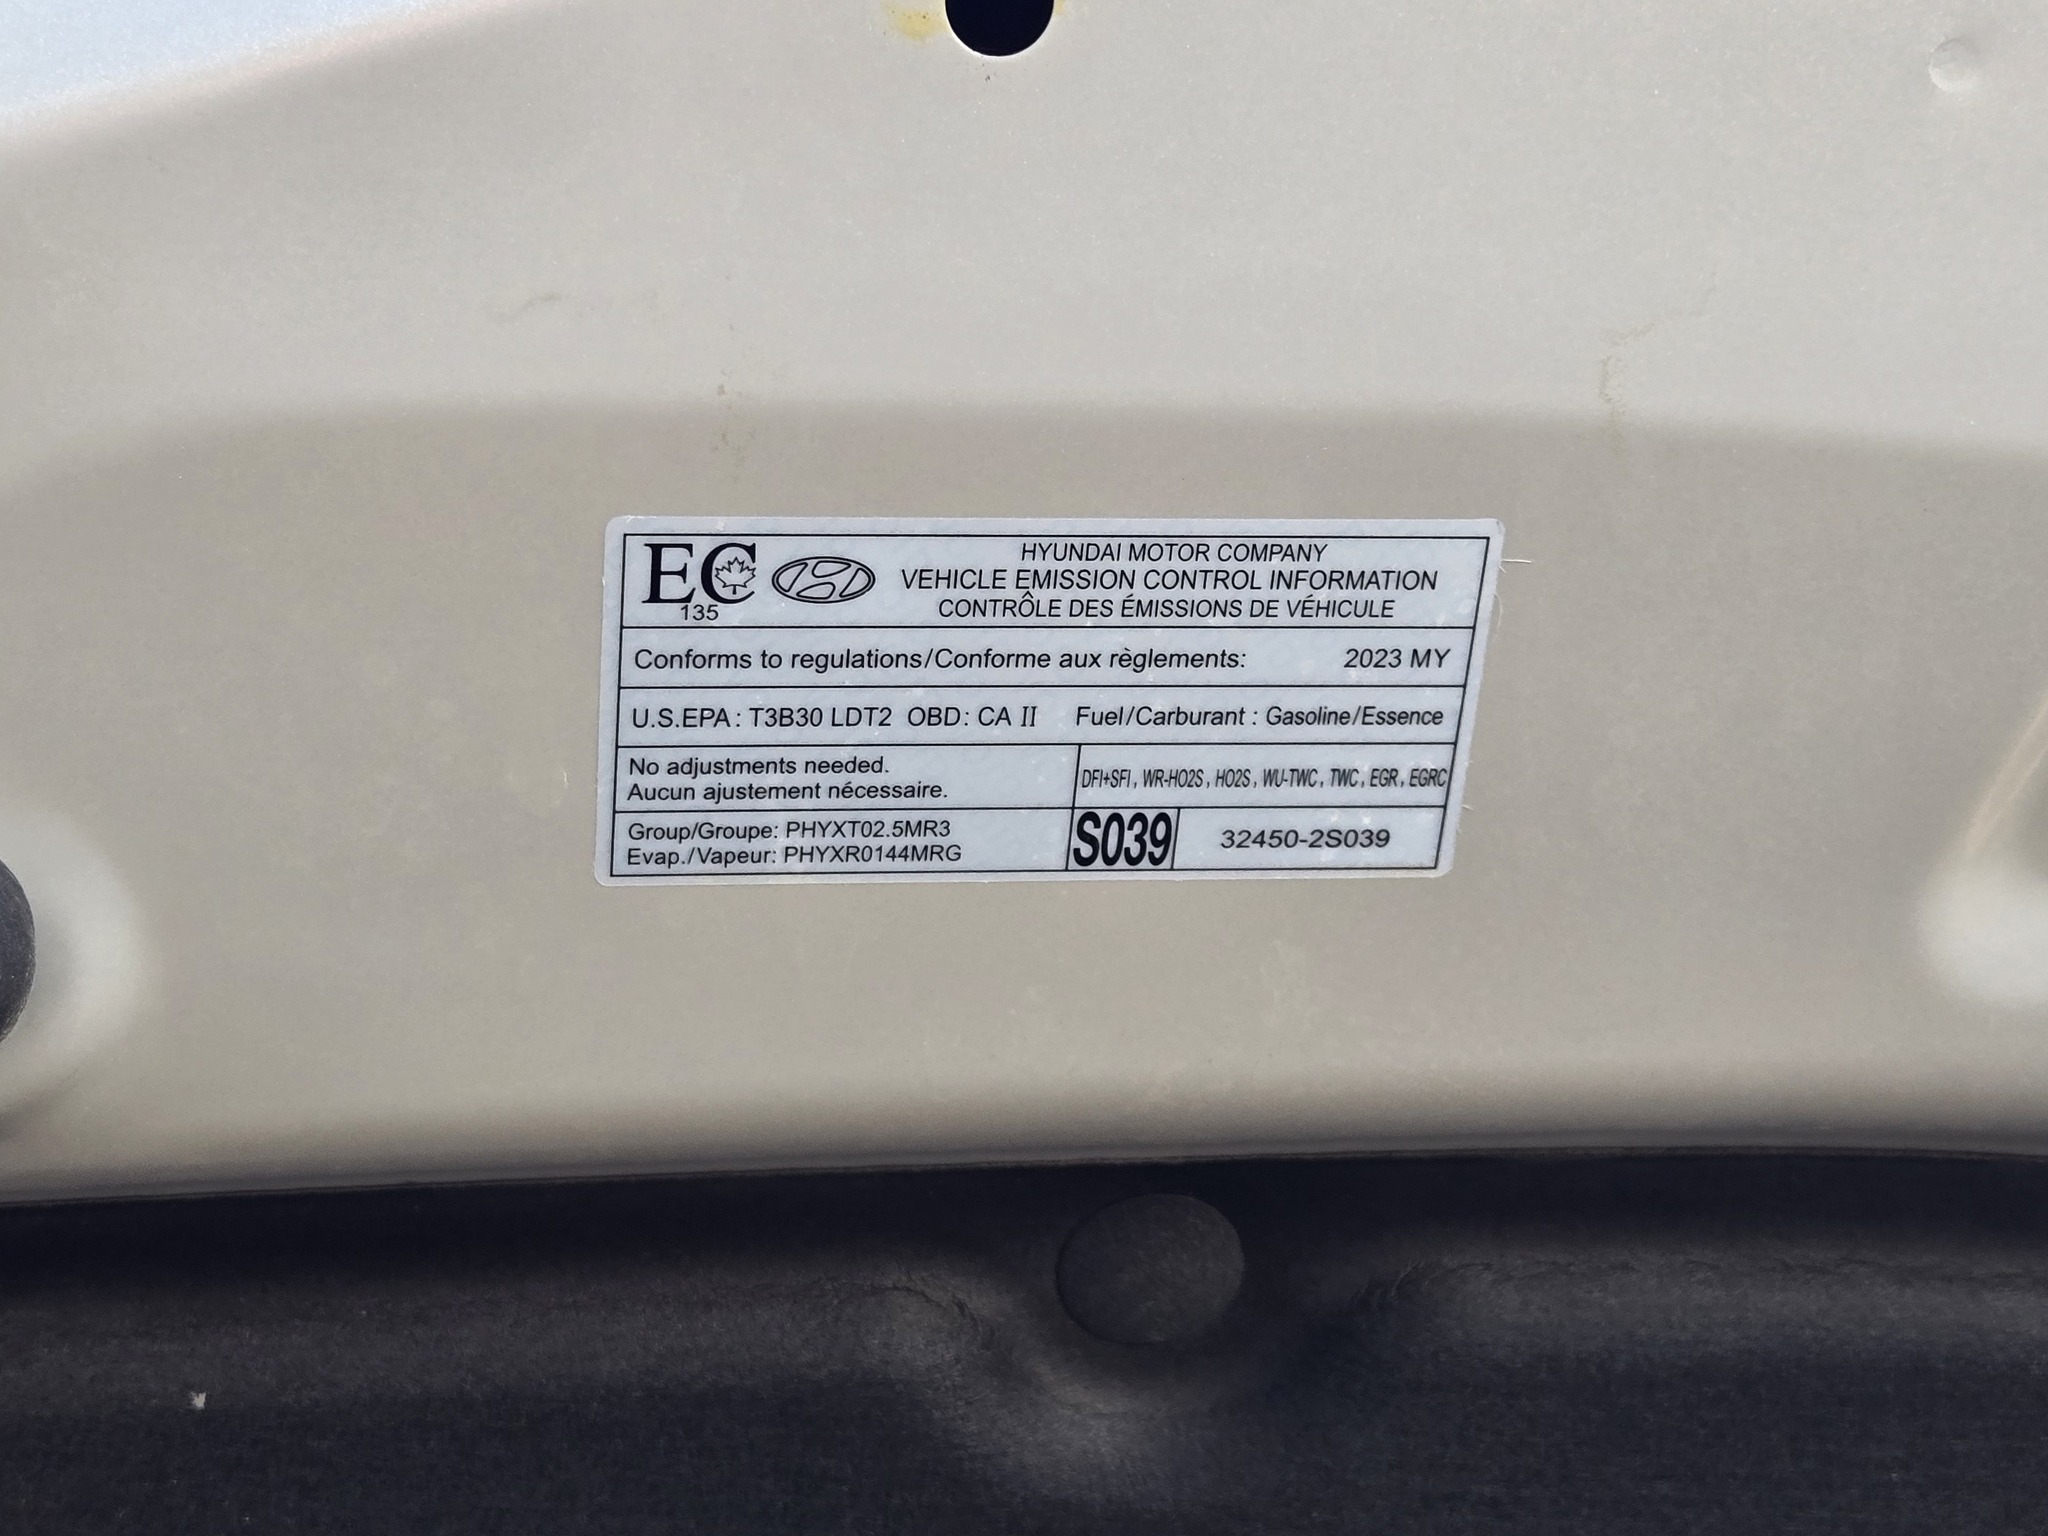 EC
135
HYUNDAI MOTOR COMPANY
VEHICLE EMISSION CONTROL INFORMATION
CONTRÔLE DES ÉMISSIONS DE VÉHICULE
Conforms to regulations/Conforme aux règlements: 2023 MY
U.S.EPA : T3B30 LDT2 OBD: CA II Fuel/Carburant : Gasoline/Essence
No adjustments needed.
Aucun ajustement nécessaire.
DFI+SFI, WR-HO2S, HO2S, WU-TWC, TWC, EGR, EGRC
Group/Groupe: PHYXT02.5MR3
Evap./Vapeur: PHYXR0144MRG
S039
32450-2S039